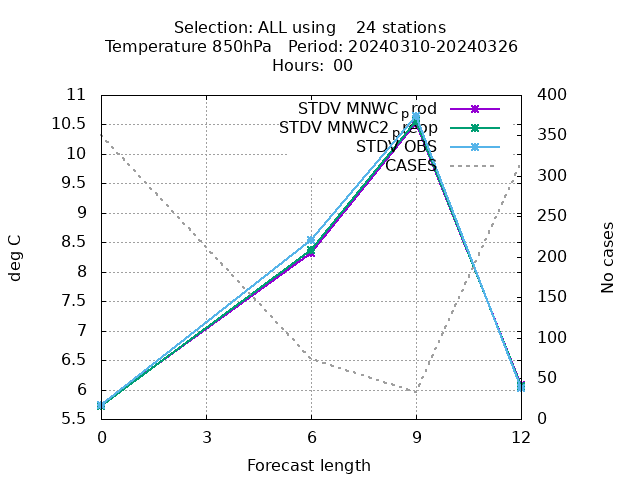 Selection: ALL using    24 stations
Temperature 850hPa   Period: 20240310-20240326
Hours:  00
11
10.5
10
9.5
9
8.5
8
7.5
7
6.5
6
5.5
400
350
300
250
200
150
100
50
0
STDV MNWC_prod
STDV MNWC2_preop
STDV OBS
CASES
deg C
No cases
0 3 6 9 12
Forecast length